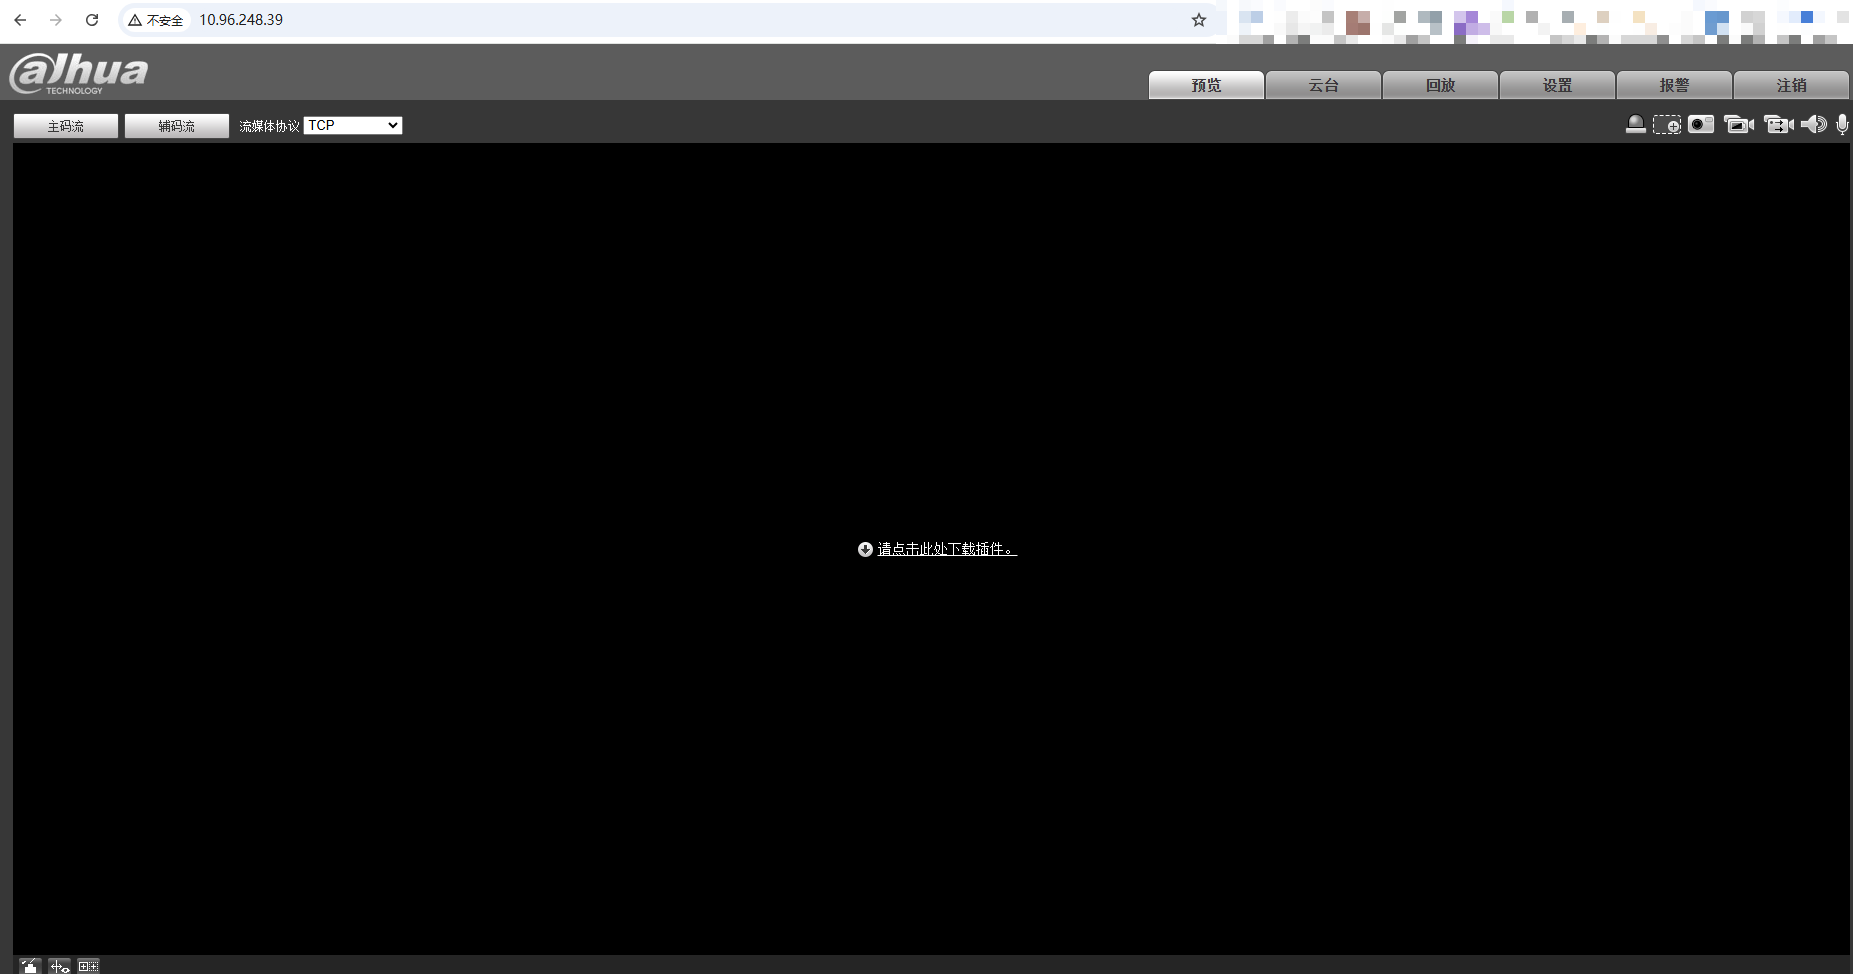 不安全 10.96.248.39
alhua
TECHNOLOGY
预览 云台 回放 设置 报警 注销
主码流 辅码流 流媒体协议 TCP
请点击此处下载插件。